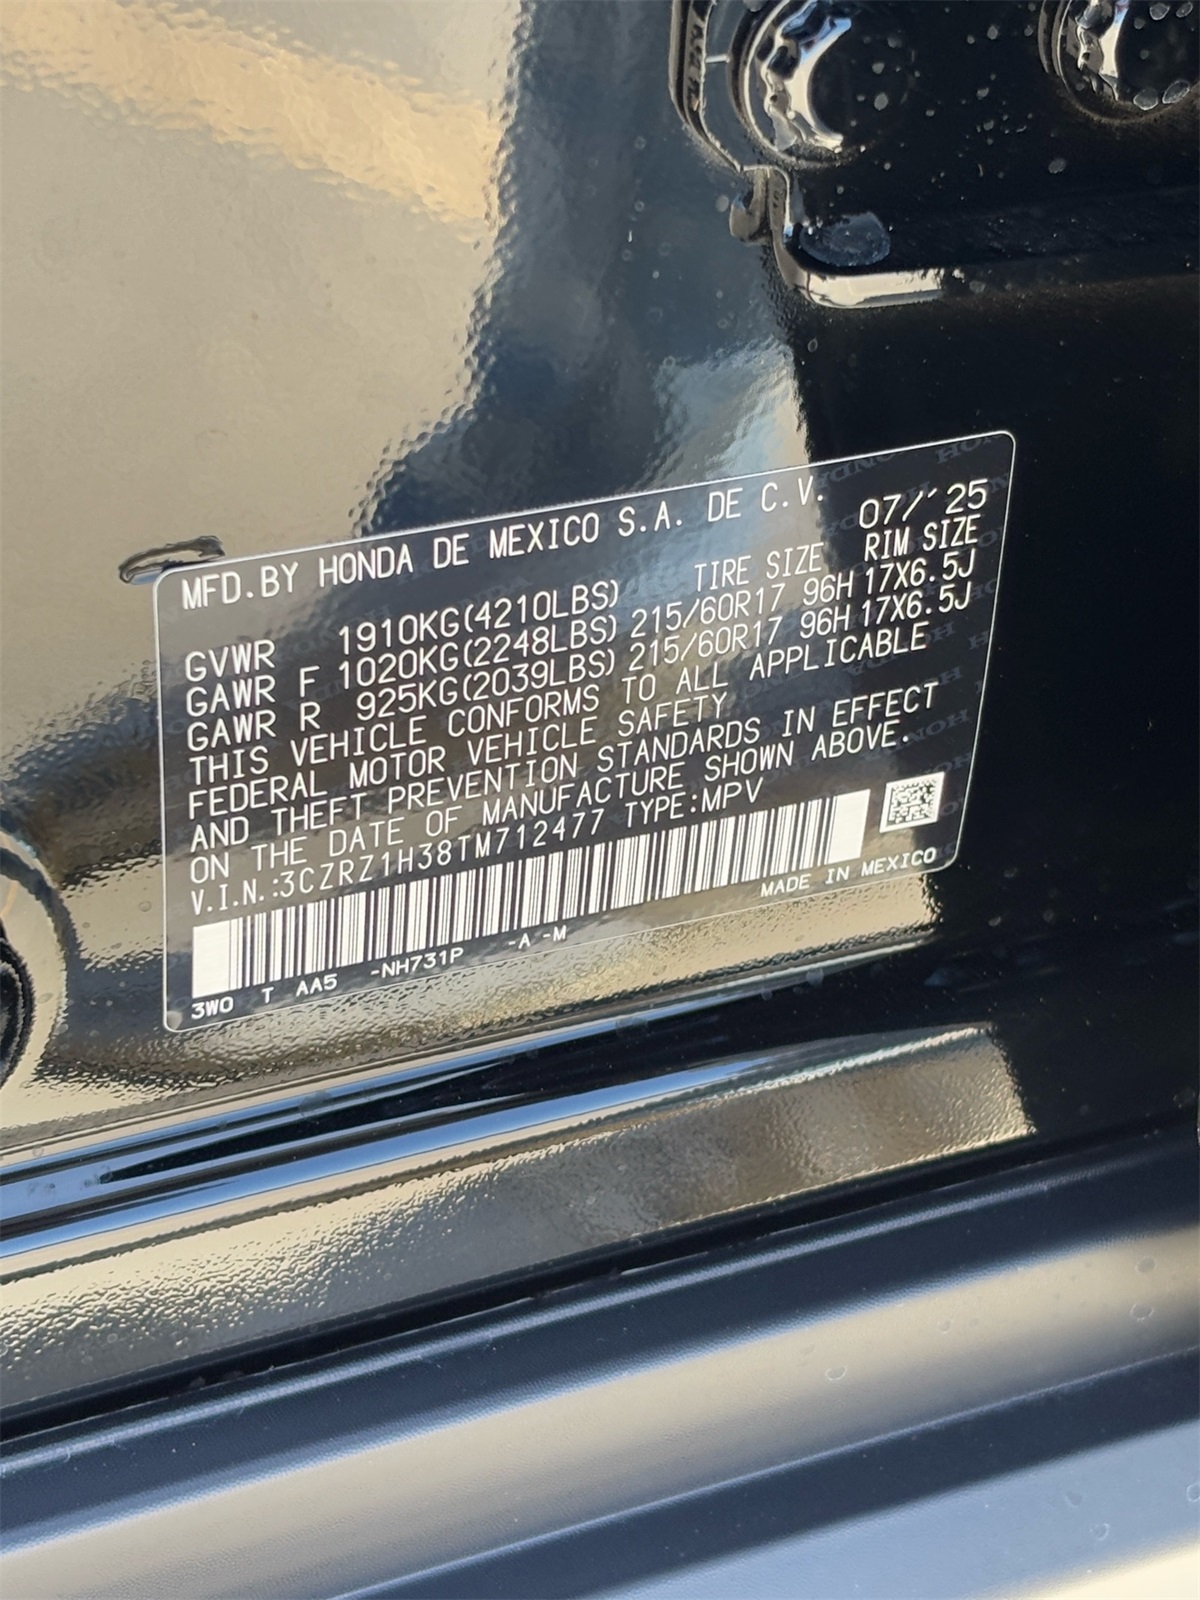 MFD.BY HONDA DE MEXICO S.A. DE C.V. 07/´25
TIRE SIZE RIM SIZE
GVWR 1910KG(4210LBS)
GAWR F 1020KG(2248LBS) 215/60R17 96H 17X6.5J
GAWR R 925KG(2039LBS) 215/60R17 96H 17X6.5J
THIS VEHICLE CONFORMS TO ALL APPLICABLE
FEDERAL MOTOR VEHICLE SAFETY
AND THEFT PREVENTION STANDARDS IN EFFECT
ON THE DATE OF MANUFACTURE SHOWN ABOVE.
V.I.N.:3CZRZ1H38TM712477 TYPE:MPV
MADE IN MEXICO
3W0 T AA5 -NH731P -A -M